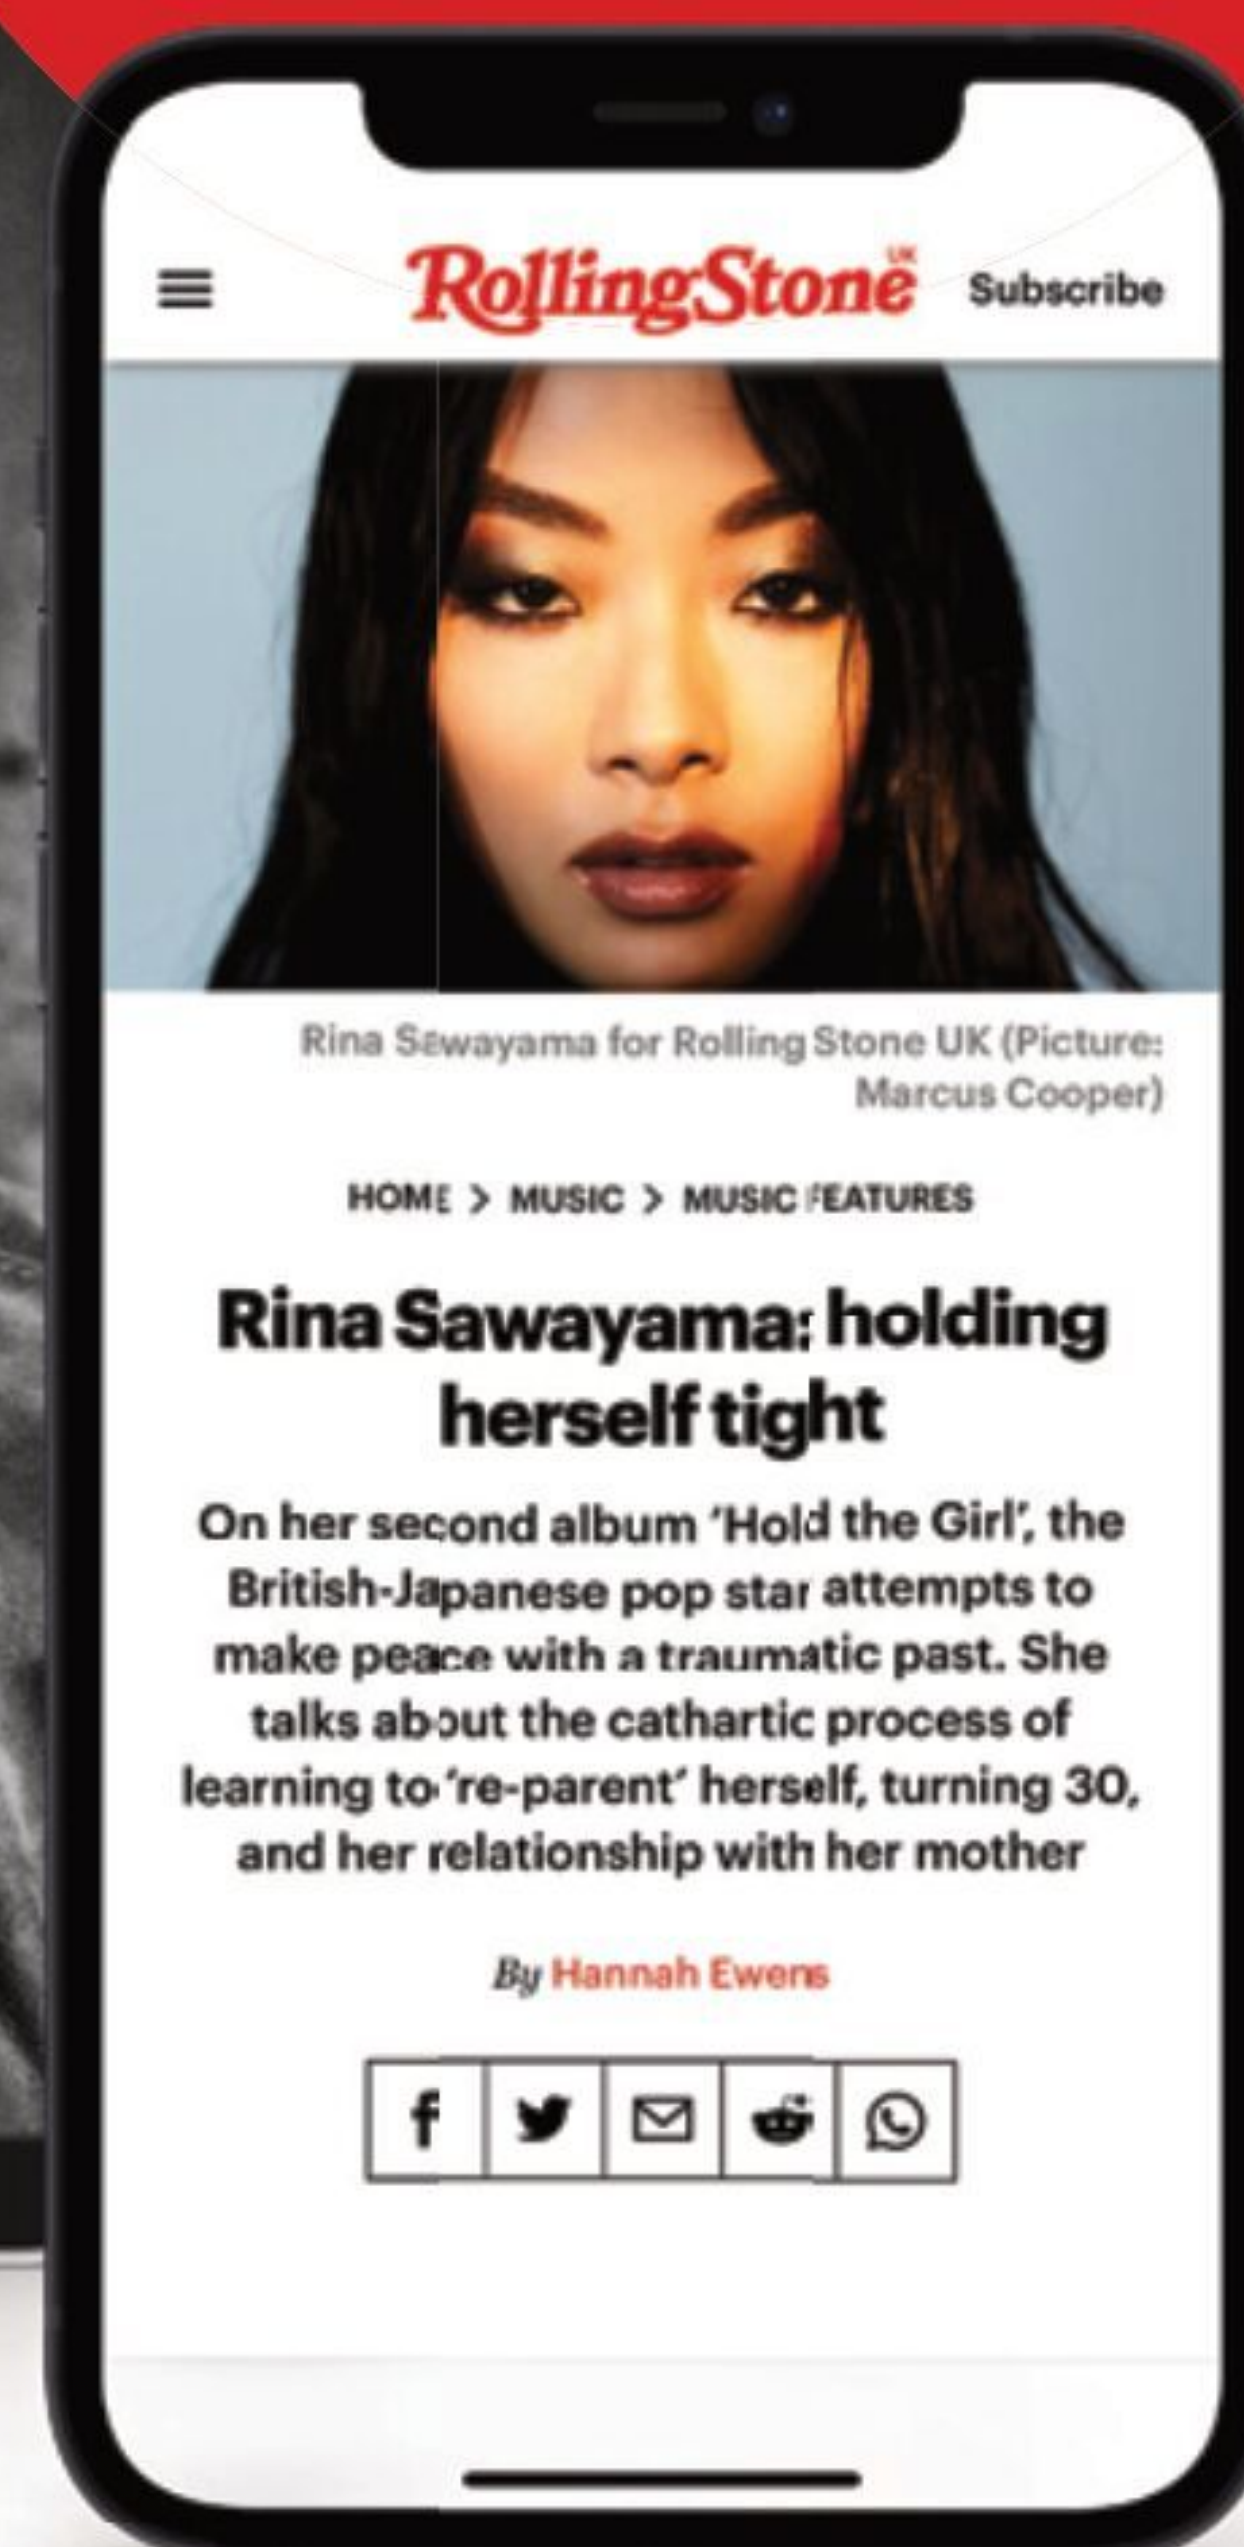 RollingStone UK
Subscribe
Rina Sawayama for Rolling Stone UK (Picture:
Marcus Cooper)
HOME > MUSIC > MUSIC FEATURES
Rina Sawayama: holding
herself tight
On her second album ‘Hold the Girl’, the
British-Japanese pop star attempts to
make peace with a traumatic past. She
talks about the cathartic process of
learning to ‘re-parent’ herself, turning 30,
and her relationship with her mother
By Hannah Ewens